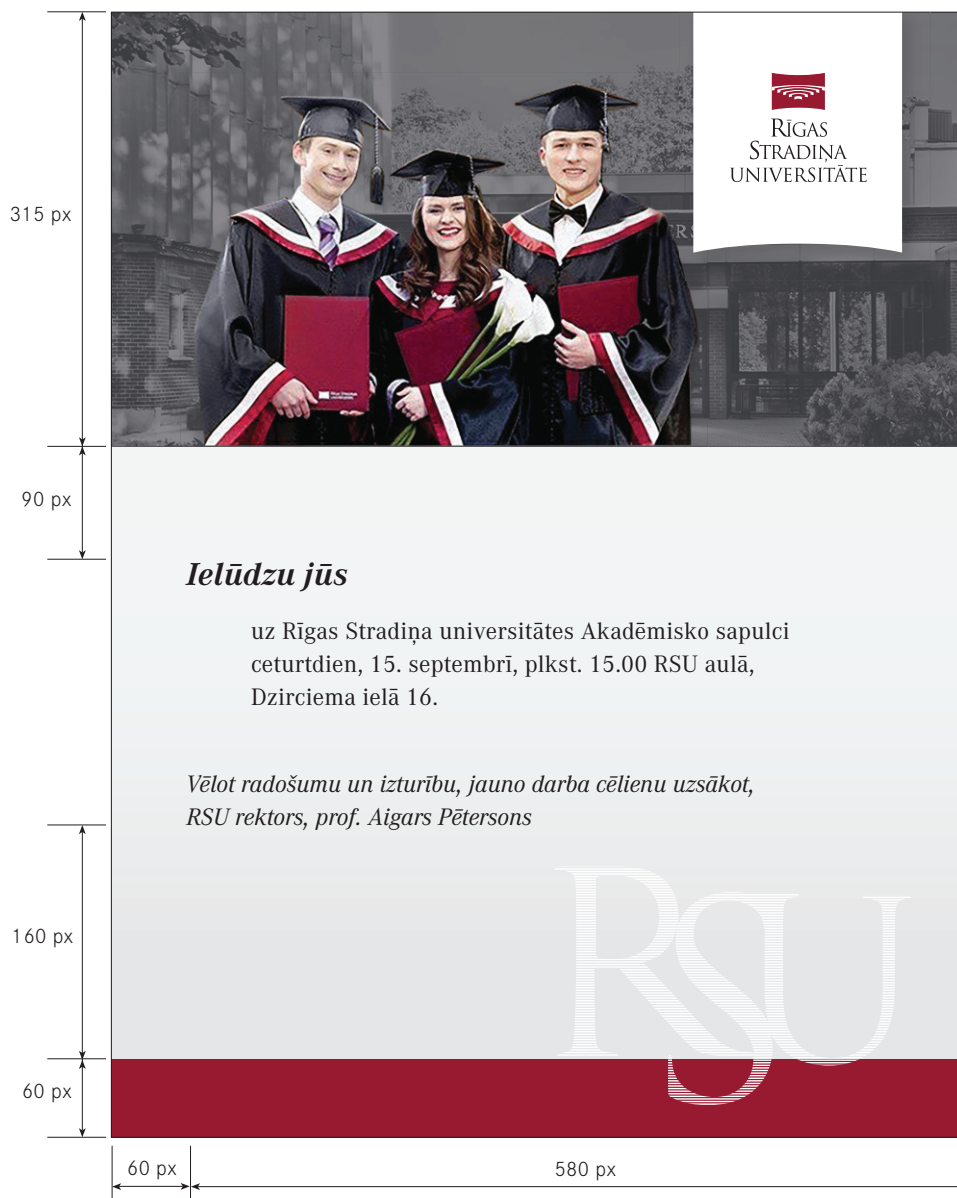 RĪGAS
STRADIŅA
UNIVERSITĀTE
315 px
90 px
Ielūdzu jūs
uz Rīgas Stradiņa universitātes Akadēmisko sapulci
ceturtdien, 15. septembrī, plkst. 15.00 RSU aulā,
Dzirciema ielā 16.
Vēlot radošumu un izturību, jauno darba cēlienu uzsākot,
RSU rektors, prof. Aigars Pētersons
160 px
RSU
60 px
60 px
580 px